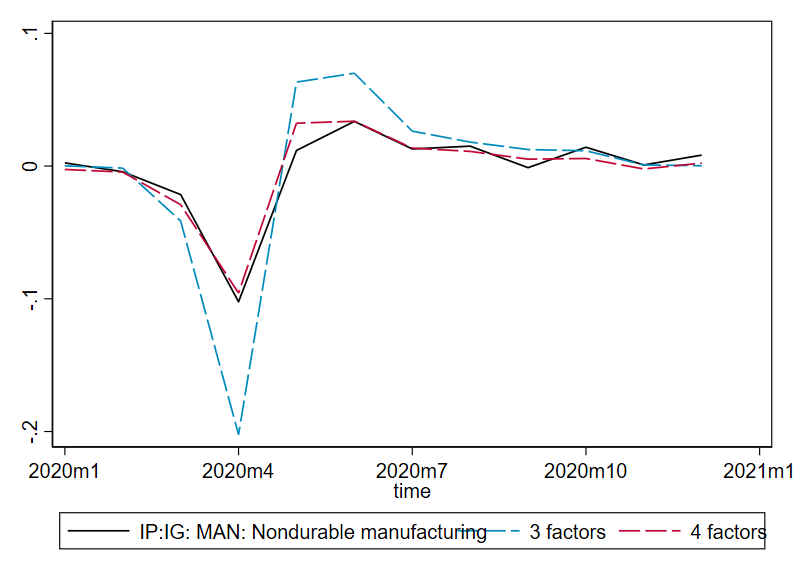 .1
0
-.1
-.2
2020m1 2020m4 2020m7 2020m10 2021m1
time
IP:IG: MAN: Nondurable manufacturing 3 factors 4 factors